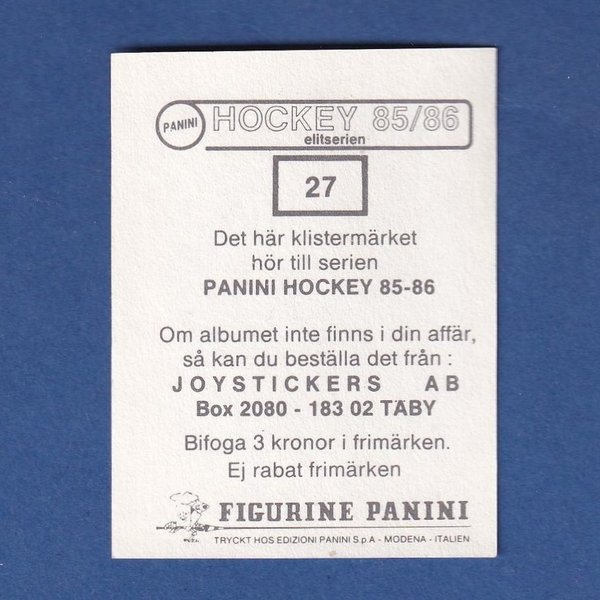 PANINI HOCKEY 85/86
elitserien
27
Det här klistermärket
hör till serien
PANINI HOCKEY 85-86
Om albumet inte finns i din affär,
så kan du beställa det från :
JOYSTICKERS AB
Box 2080 - 183 02 TÄBY
Bifoga 3 kronor i frimärken.
Ej rabat frimärken
FIGURINE PANINI
TRYCKT HOS EDIZIONI PANINI S.p.A - MODENA - ITALIEN